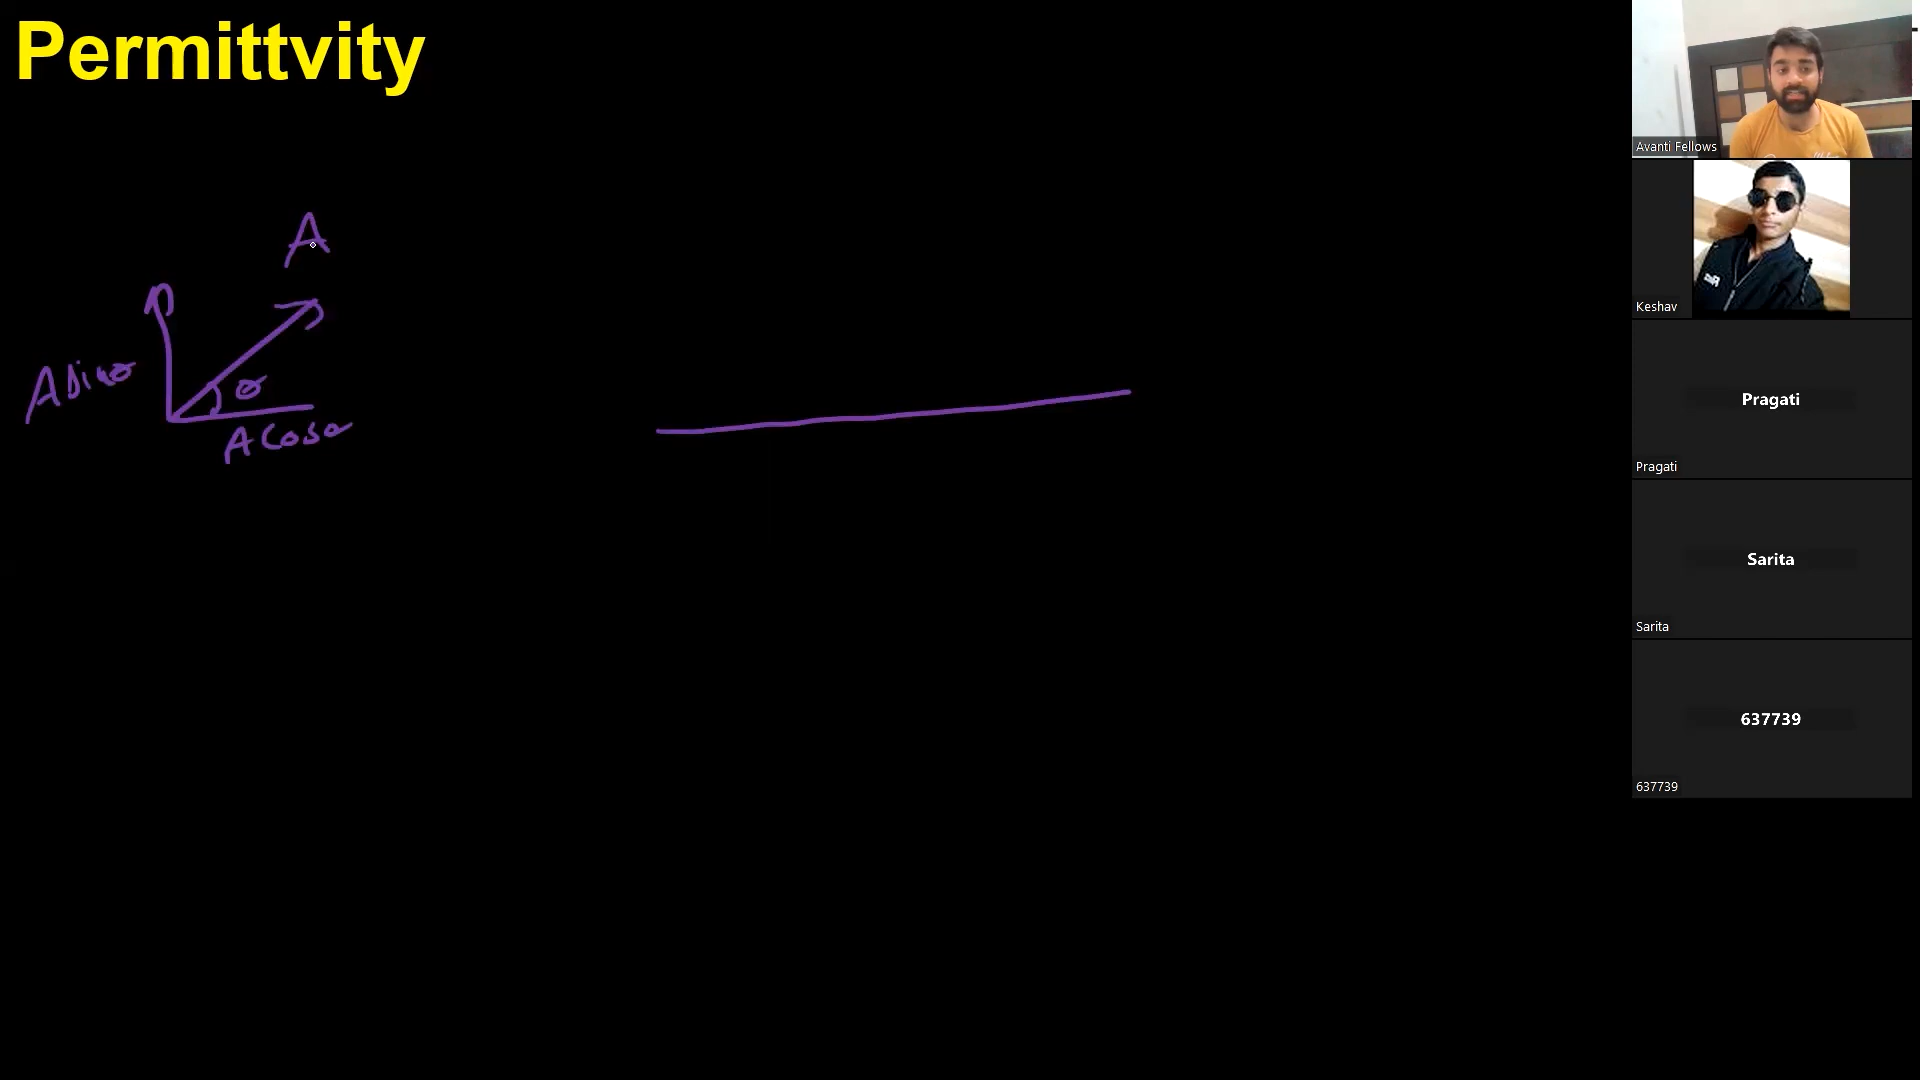 Permittvity
A
A sinθ
θ
A cosθ
Avanti Fellows
Keshav
Pragati
Pragati
Sarita
Sarita
637739
637739